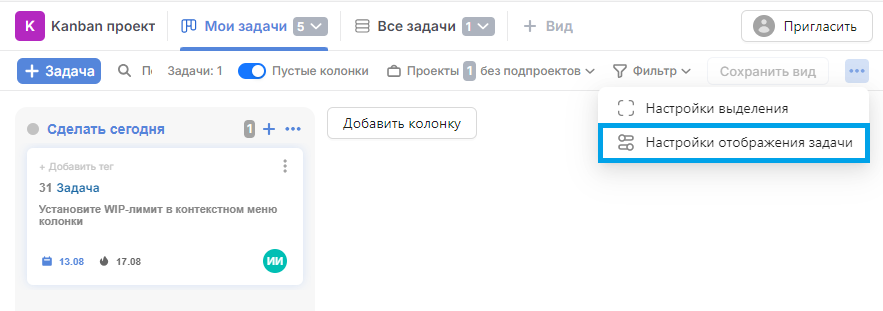 K Kanban проект Мои задачи 5 Все задачи 1 + Вид Пригласить
+ Задача Задачи: 1 Пустые колонки Проекты 1 без подпроектов Фильтр Сохранить вид
Настройки выделения
Настройки отображения задачи
Сделать сегодня 1 + Добавить колонку
+ Добавить тег
31 Задача
Установите WIP-лимит в контекстном меню
колонки
13.08 17.08 ИИ